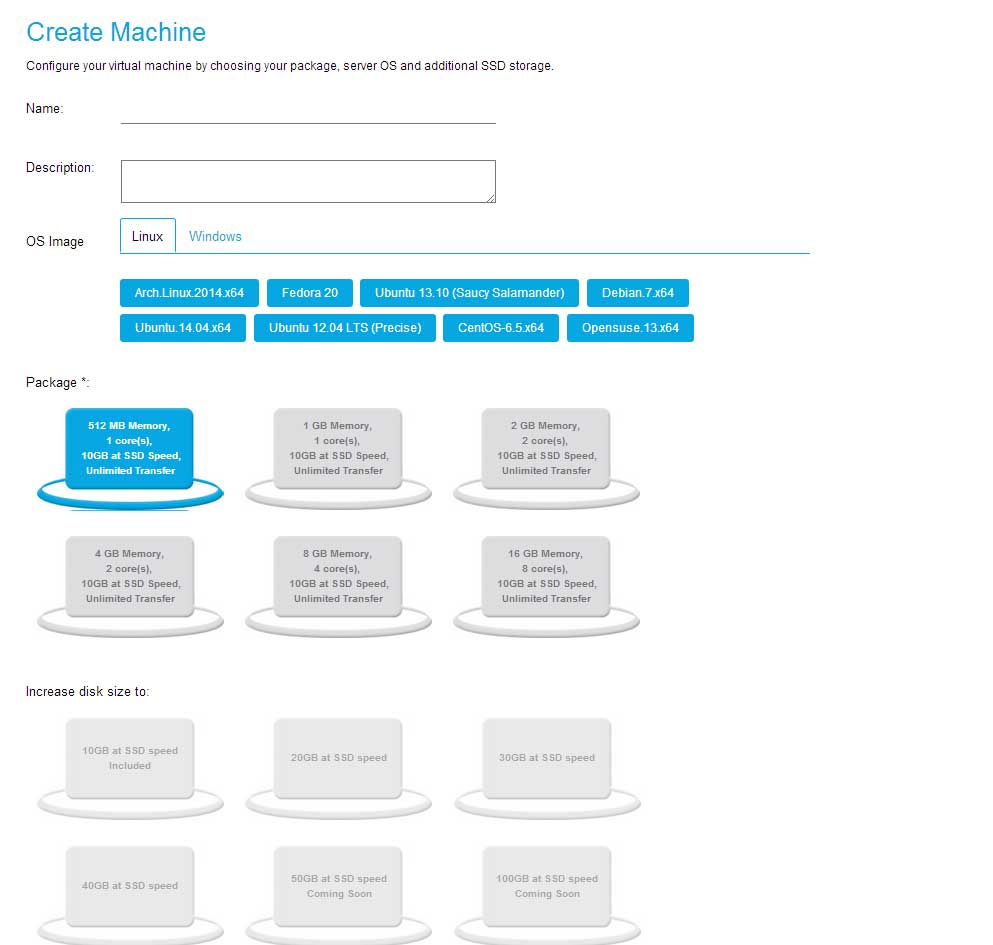 Create Machine
Configure your virtual machine by choosing your package, server OS and additional SSD storage.
Name:
Description:
OS Image
Linux
Windows
Arch.Linux.2014.x64
Fedora 20
Ubuntu 13.10 (Saucy Salamander)
Debian.7.x64
Ubuntu.14.04.x64
Ubuntu 12.04 LTS (Precise)
CentOS-6.5.x64
Opensuse.13.x64
Package *:
512 MB Memory,
1 core(s),
10GB at SSD Speed,
Unlimited Transfer
1 GB Memory,
1 core(s),
10GB at SSD Speed,
Unlimited Transfer
2 GB Memory,
2 core(s),
10GB at SSD Speed,
Unlimited Transfer
4 GB Memory,
2 core(s),
10GB at SSD Speed,
Unlimited Transfer
8 GB Memory,
4 core(s),
10GB at SSD Speed,
Unlimited Transfer
16 GB Memory,
8 core(s),
10GB at SSD Speed,
Unlimited Transfer
Increase disk size to:
10GB at SSD speed
Included
20GB at SSD speed
30GB at SSD speed
40GB at SSD speed
50GB at SSD speed
Coming Soon
100GB at SSD speed
Coming Soon